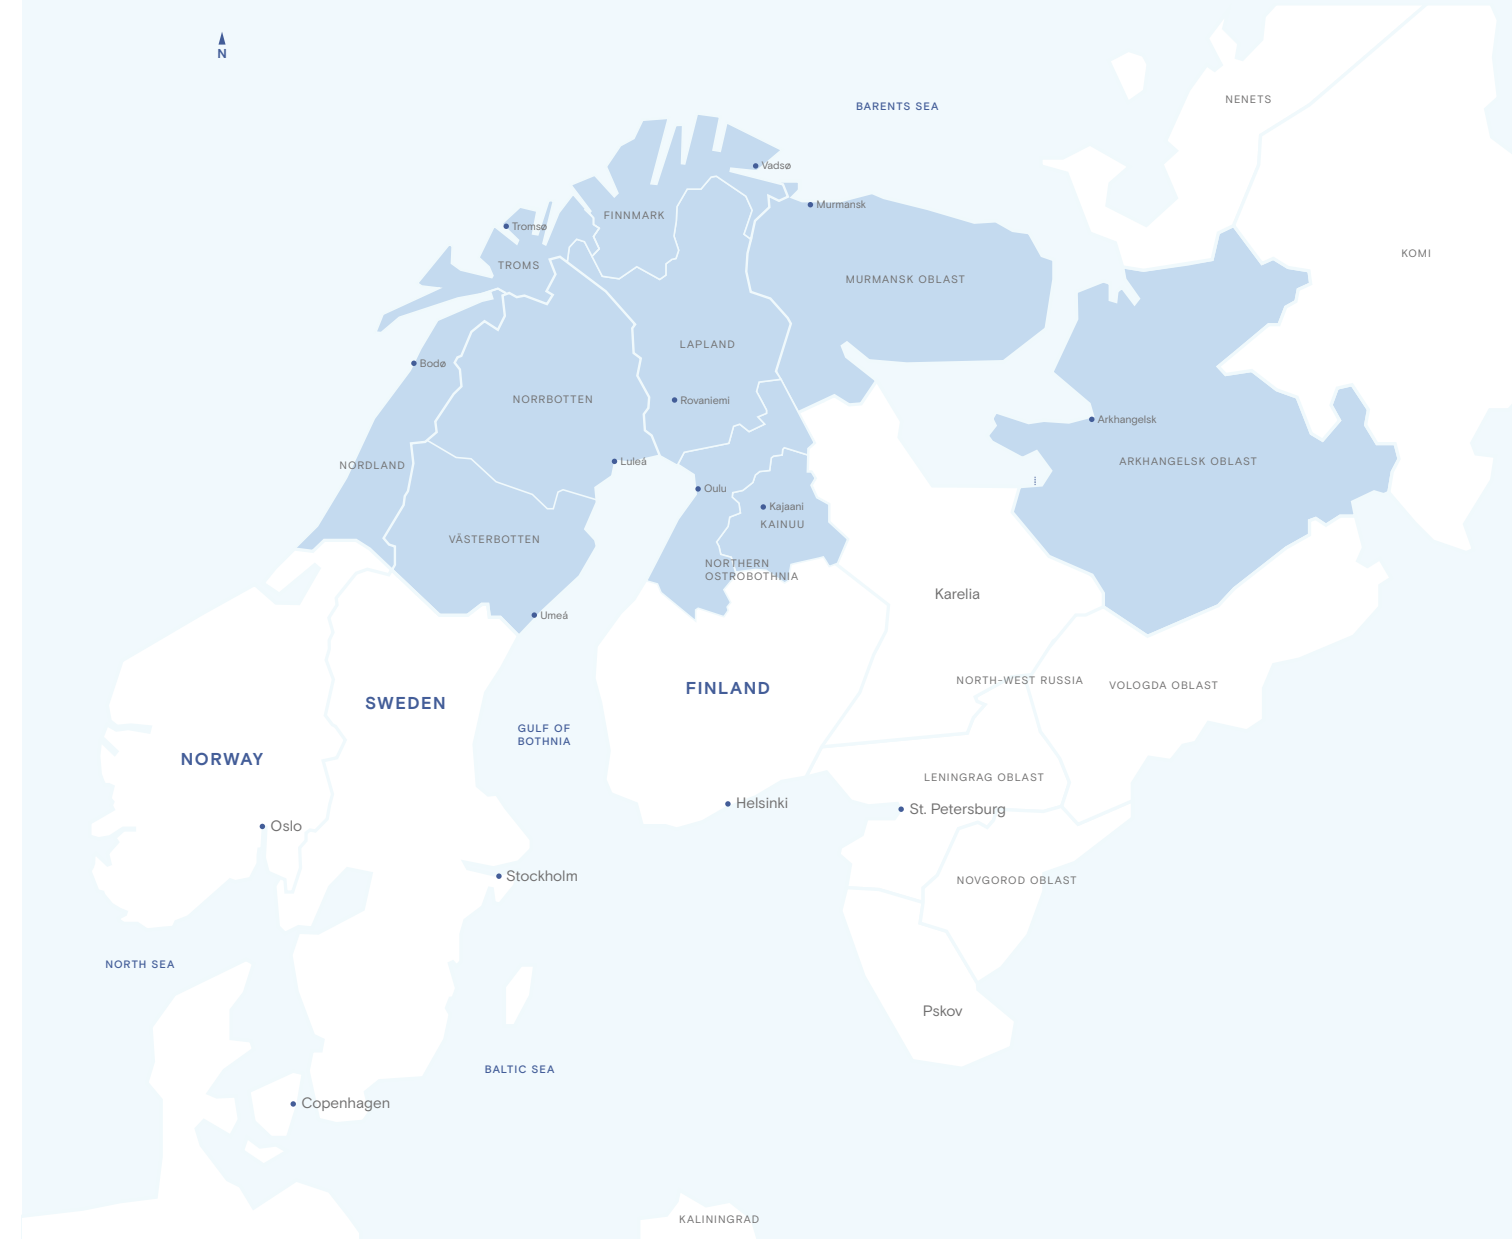 N
BARENTS SEA
NENETS
Vadsø
Murmansk
FINNMARK
Tromsø
KOMI
TROMS
MURMANSK OBLAST
LAPLAND
Bodø
NORRBOTTEN
Rovaniemi
Arkhangelsk
NORDLAND
Luleå
ARKHANGELSK OBLAST
Oulu
Kajaani
KAINUU
VÄSTERBOTTEN
NORTHERN
OSTROBOTHNIA
Karelia
Umeå
NORTH-WEST RUSSIA
VOLOGDA OBLAST
FINLAND
SWEDEN
GULF OF
BOTHNIA
NORWAY
LENINGRAG OBLAST
Helsinki
St. Petersburg
Oslo
Stockholm
NOVGOROD OBLAST
NORTH SEA
Pskov
BALTIC SEA
Copenhagen
KALININGRAD